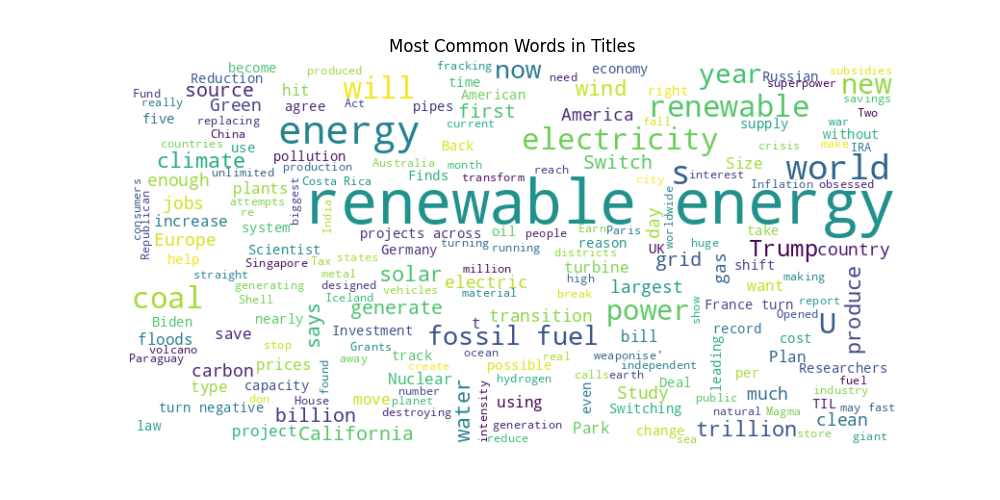 Most Common Words in Titles
become
produced
fracking
now
need
economy
year
Russian
subsidies
superpower
Reduction
source
hit
will
time
American
wind
right
renewable
new
savings
Fund
really
Green
agree
Act
pipes
first
America
Two
five
replacing
China
energy
current
electricity
fall
supply
war
without
make
IRA
countries
use
pollution
Back
crisis
climate
production
Australia
month
Finds
Switch
reach
Size
world
unlimited
Costa Rica
transform
city
s
interest
Inflation
obsessed
enough
plants
biggest
renewable energy
consumers
Republican
jobs
attempts
re
India
increase
system
projects across
oil
people
Earn
Paris
worldwide
day
take
Europe
Scientist
Germany
turning
running
reason
UK
huge
Trump
country
help
Singapore
Tax
states
districts
grid
gas
shift
straight
metal
solar
million
turbine
high
making
generating
designed
vehicles
electric
material
largest
want
produce
coal
Shell
Iceland
generate
break
power
show
France turn
report
Biden
nearly
says
transition
Opened
U
floods
save
Investment
t
fossil fuel
bill
record
cost
volcano
stop
Grants
ocean
weaponise'
Plan
Paraguay
carbon
prices
away
track
real
independent
leading
Researchers
found
create
possible
calls
earth
per
fuel
type
capacity
Nuclear
hydrogen
even
Deal
industry
don
House
move
number
planet
water
intensity
using
Study
public
much
TIL
may fast
turn negative
billion
destroying
generation
Switching
natural
Magma
clean
law
project
California
reduce
Park
change
sea
trillion
store
giant